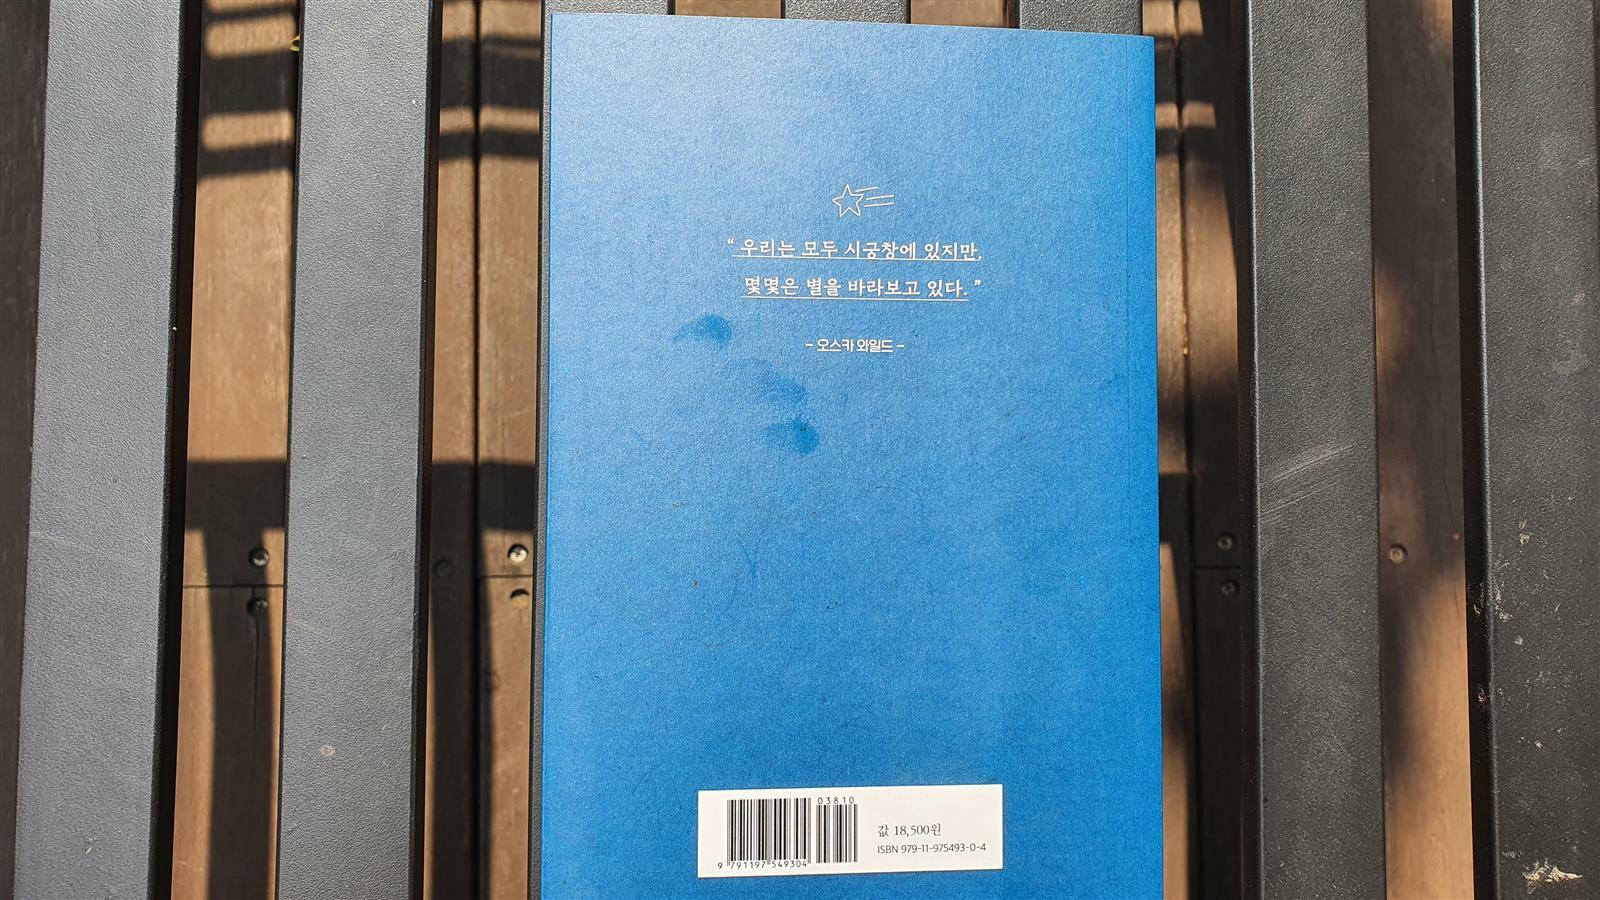 “ 우리는 모두 시궁창에 있지만,
몇몇은 별을 바라보고 있다. ”
– 오스카 와일드 –
03810
값 18,500원
ISBN 979-11-975493-0-4
9 791197 549304